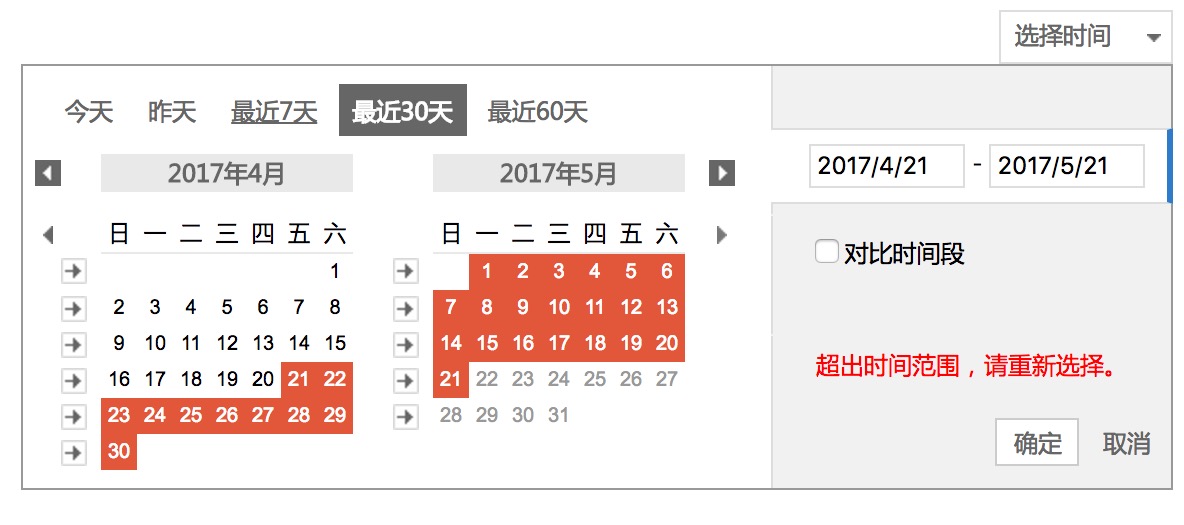 选择时间
今天 昨天 最近7天 最近30天 最近60天
2017年4月 2017年5月
2017/4/21 - 2017/5/21
日 一 二 三 四 五 六 日 一 二 三 四 五 六
对比时间段
1 1 2 3 4 5 6
2 3 4 5 6 7 8 7 8 9 10 11 12 13
9 10 11 12 13 14 15 14 15 16 17 18 19 20
超出时间范围，请重新选择。
16 17 18 19 20 21 22 21 22 23 24 25 26 27
23 24 25 26 27 28 29 28 29 30 31
确定 取消
30